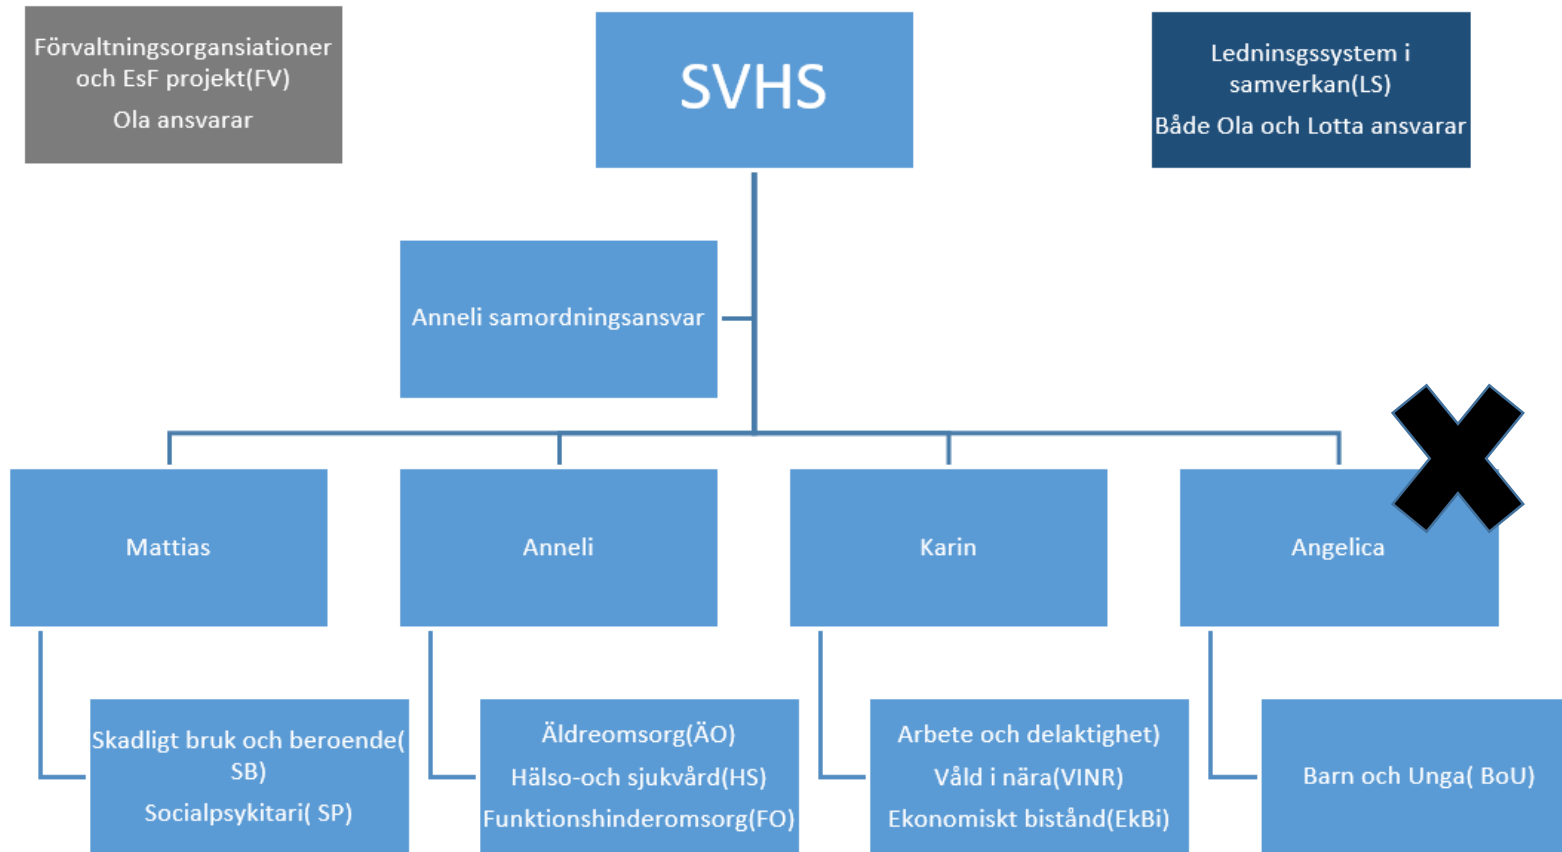 Förvaltningsorgansiationer
och EsF projekt(FV)
Ola ansvarar
SVHS
Ledninsgssystem i
samverkan(LS)
Både Ola och Lotta ansvarar
Anneli samordningsansvar
Mattias
Anneli
Karin
Angelica
Skadligt bruk och beroende(
SB)
Socialpsykitari( SP)
Äldreomsorg(ÄO)
Hälso-och sjukvård(HS)
Funktionshinderomsorg(FO)
Arbete och delaktighet)
Våld i nära(VINR)
Ekonomiskt bistånd(EkBi)
Barn och Unga( BoU)